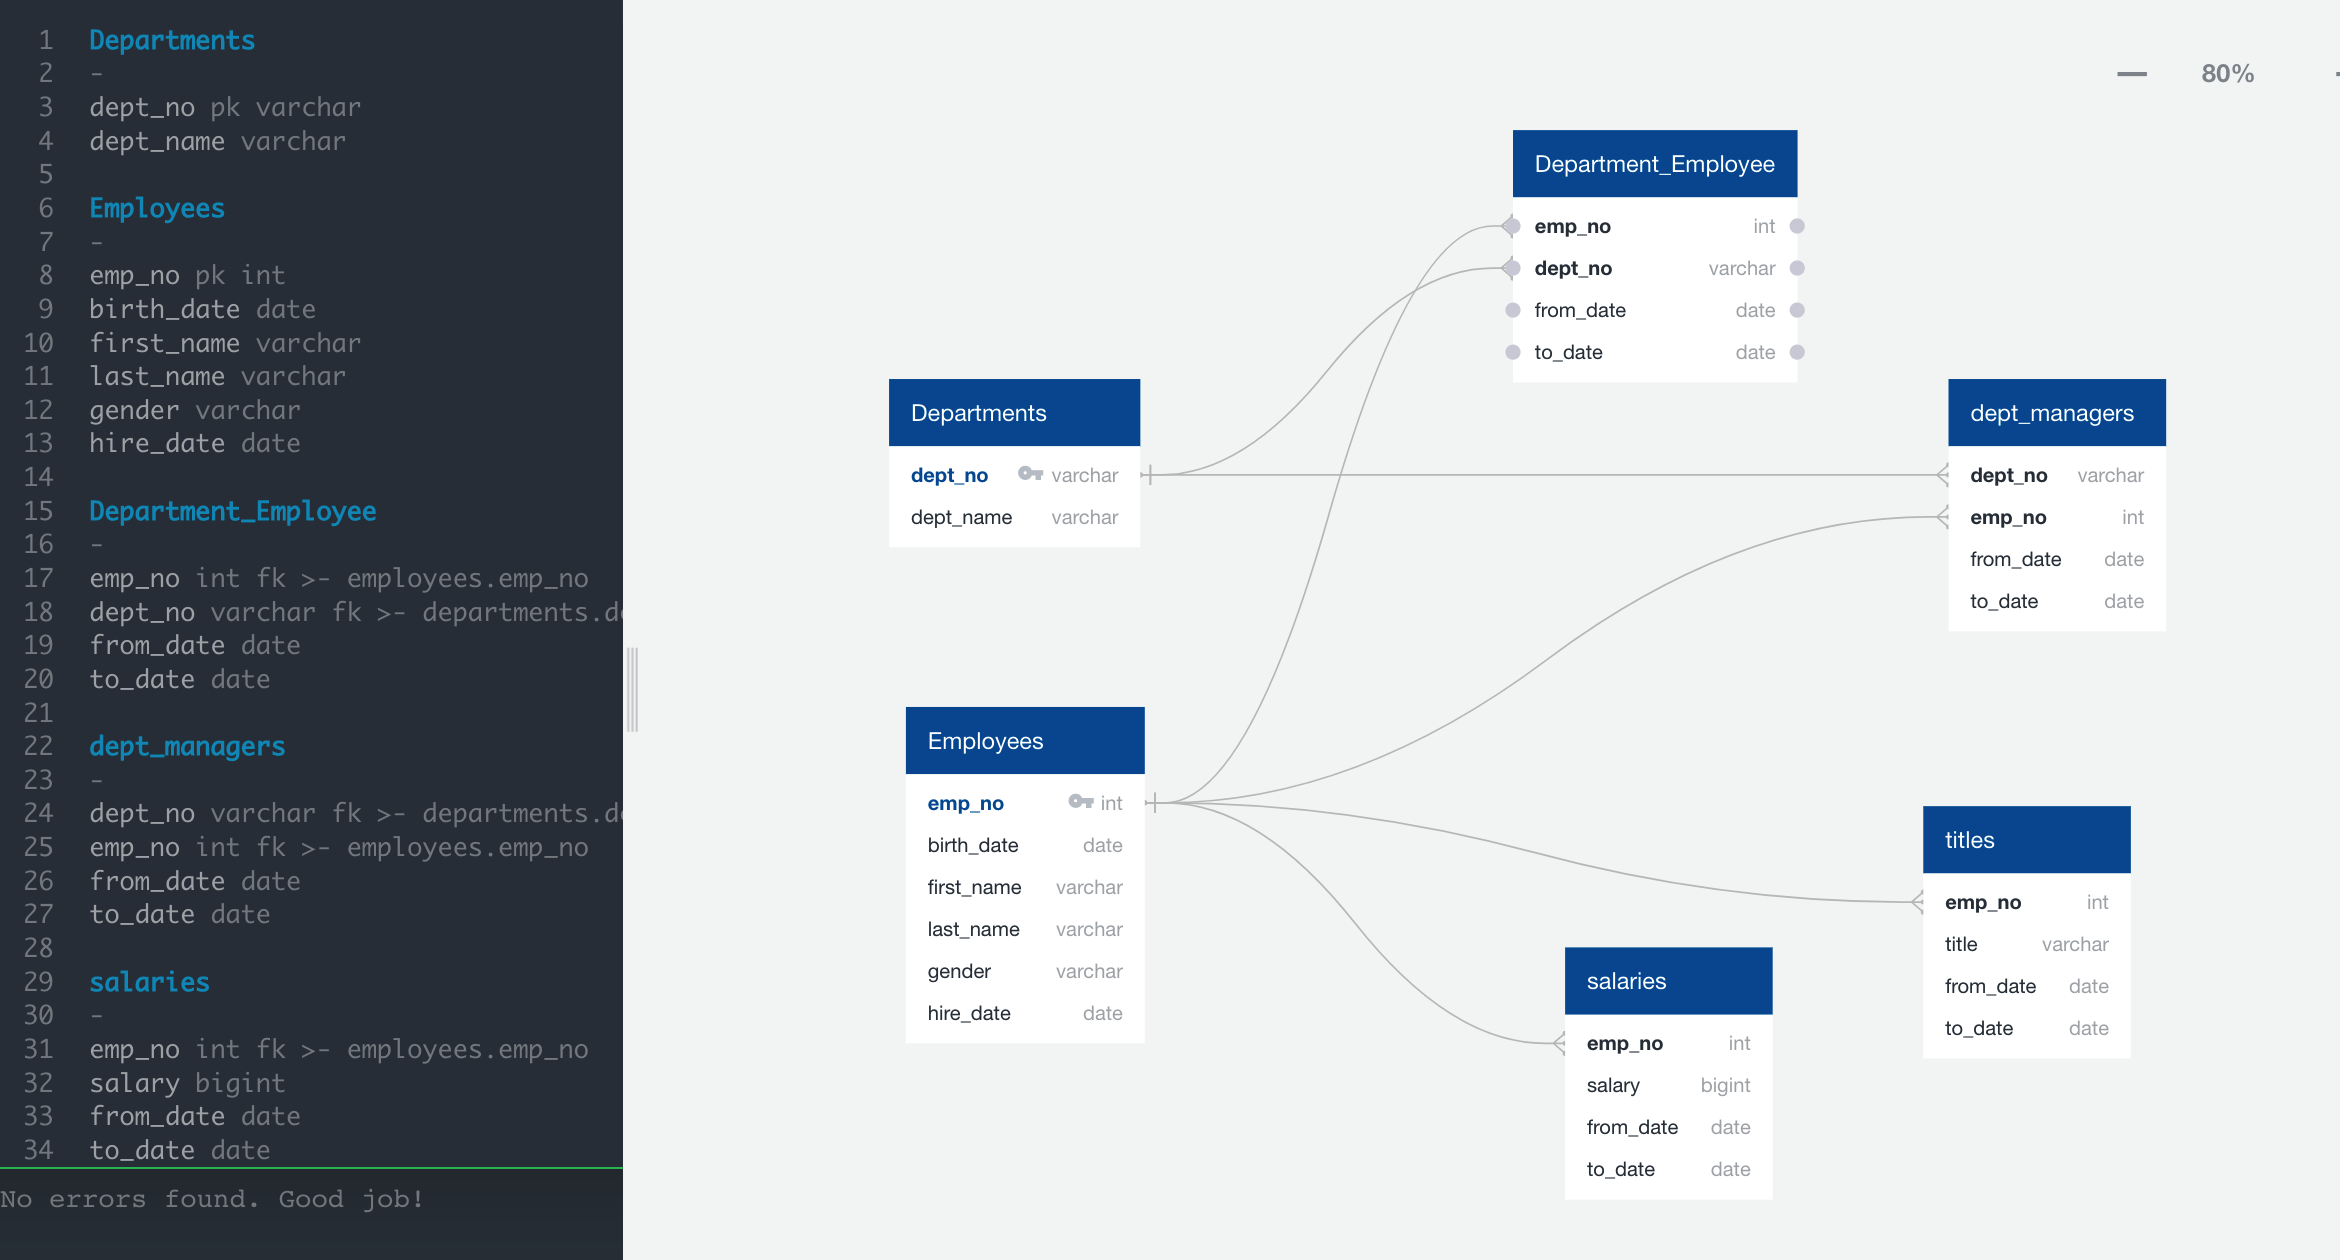 1 Departments
2 -
3 dept_no pk varchar
4 dept_name varchar
5
6 Employees
7 -
8 emp_no pk int
9 birth_date date
10 first_name varchar
11 last_name varchar
12 gender varchar
13 hire_date date
14
15 Department_Employee
16 -
17 emp_no int fk >- employees.emp_no
18 dept_no varchar fk >- departments.de
19 from_date date
20 to_date date
21
22 dept_managers
23 -
24 dept_no varchar fk >- departments.de
25 emp_no int fk >- employees.emp_no
26 from_date date
27 to_date date
28
29 salaries
30 -
31 emp_no int fk >- employees.emp_no
32 salary bigint
33 from_date date
34 to_date date
No errors found. Good job!
80%
Department_Employee
emp_no int
dept_no varchar
from_date date
to_date date
Departments
dept_no varchar
dept_name varchar
dept_managers
dept_no varchar
emp_no int
from_date date
to_date date
Employees
emp_no int
birth_date date
first_name varchar
last_name varchar
gender varchar
hire_date date
titles
emp_no int
title varchar
from_date date
to_date date
salaries
emp_no int
salary bigint
from_date date
to_date date